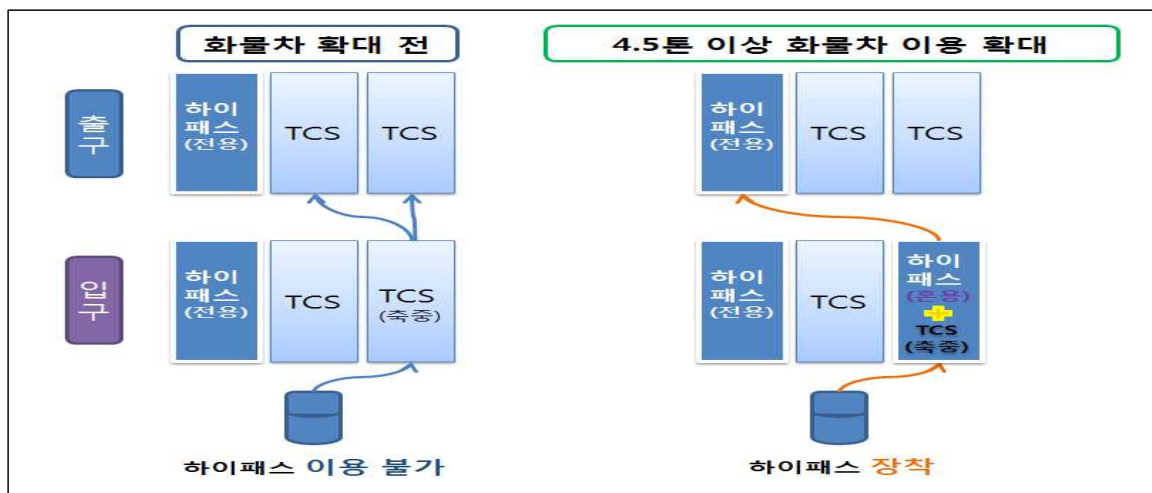 화물차 확대 전
4.5톤 이상 화물차 이용 확대
출
구
하이
패스
(전용)
TCS
TCS
하이
패스
(전용)
TCS
TCS
입
구
하이
패스
(전용)
TCS
TCS
(축중)
하이
패스
(전용)
TCS
하이
패스
(혼용)
TCS
(축중)
하이패스 이용 불가
하이패스 장착